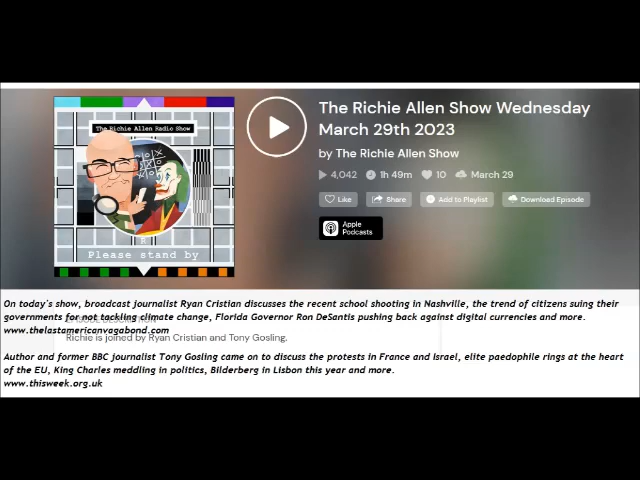 The Richie Allen Radio Show
Please stand by
The Richie Allen Show Wednesday
March 29th 2023
by The Richie Allen Show
4,042 1h 49m 10 March 29
Like Share Add to Playlist Download Episode
Apple
Podcasts
On today's show, broadcast journalist Ryan Cristian discusses the recent school shooting in Nashville, the trend of citizens suing their
governments for not tackling climate change, Florida Governor Ron DeSantis pushing back against digital currencies and more.
www.thelastamericanvagabond.com
Richie is joined by Ryan Cristian and Tony Gosling.
Author and former BBC journalist Tony Gosling came on to discuss the protests in France and Israel, elite paedophile rings at the heart
of the EU, King Charles meddling in politics, Bilderberg in Lisbon this year and more.
www.thisweek.org.uk